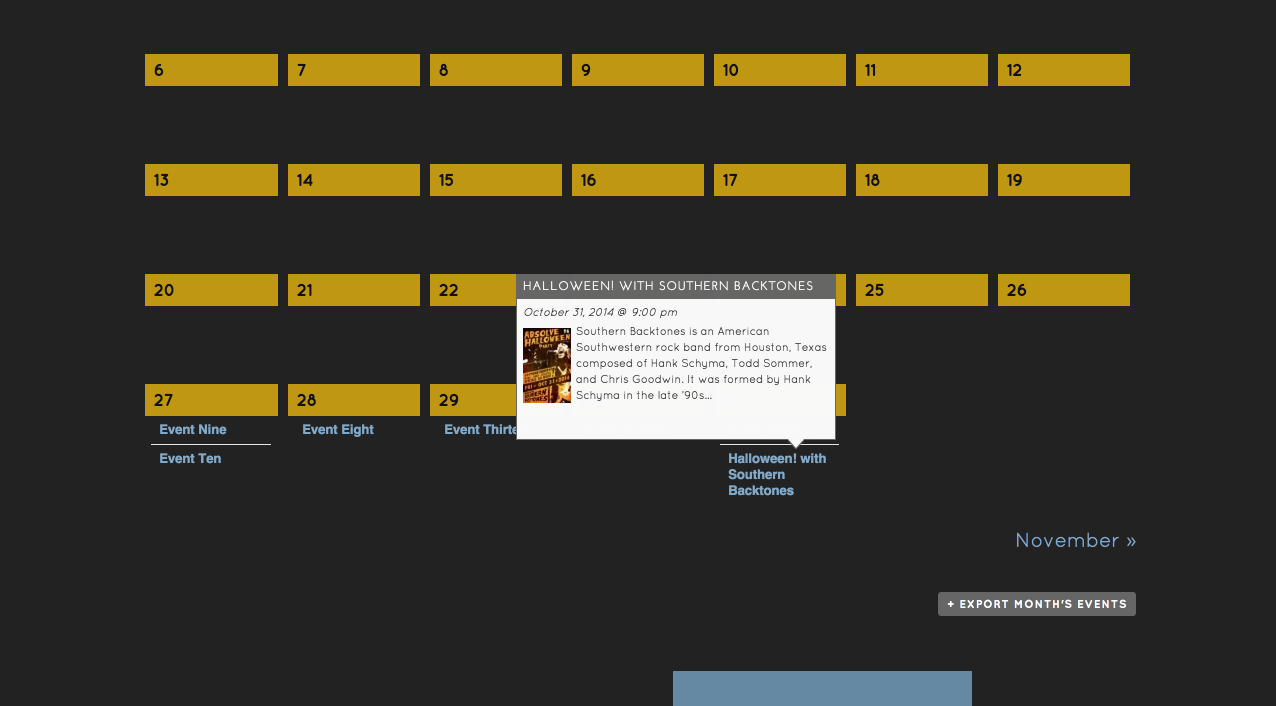 6 7 8 9 10 11 12
13 14 15 16 17 18 19
20 21 22 25 26
HALLOWEEN! WITH SOUTHERN BACKTONES
October 31, 2014 @ 9:00 pm
ABSOLVE
HALLOWEEN
PARTY
Southern Backtones is an American
Southwestern rock band from Houston, Texas
composed of Hank Schyma, Todd Sommer,
and Chris Goodwin. It was formed by Hank
Schyma in the late '90s...
27 28 29
Event Nine Event Eight Event Thirte
Event Ten
Halloween! with
Southern
Backtones
November »
+ EXPORT MONTH'S EVENTS